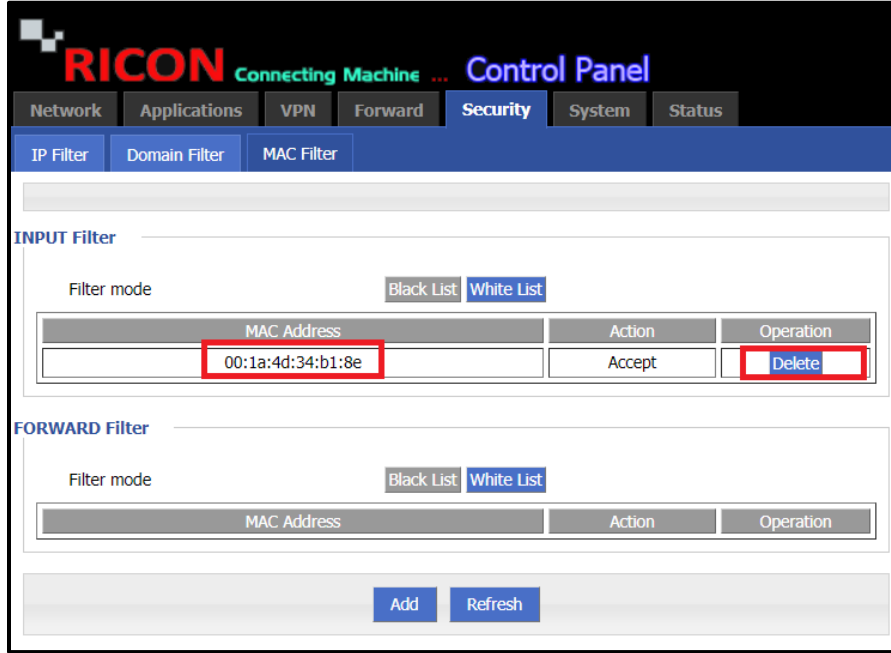 RICON Connecting Machine ... Control Panel
Network Applications VPN Forward Security System Status
IP Filter Domain Filter MAC Filter
INPUT Filter
Filter mode Black List White List
MAC Address Action Operation
00:1a:4d:34:b1:8e Accept Delete
FORWARD Filter
Filter mode Black List White List
MAC Address Action Operation
Add Refresh